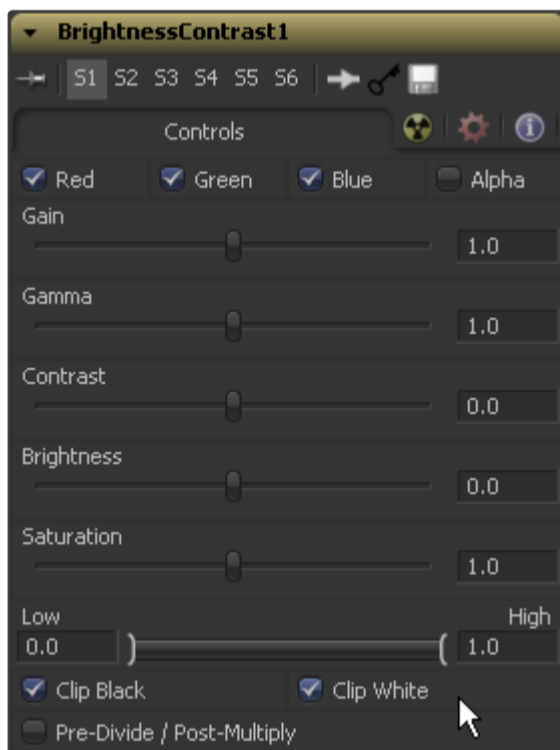 BrightnessContrast1
S1 S2 S3 S4 S5 S6
Controls
Red Green Blue Alpha
Gain
1.0
Gamma
1.0
Contrast
0.0
Brightness
0.0
Saturation
1.0
Low High
0.0 1.0
Clip Black Clip White
Pre-Divide / Post-Multiply